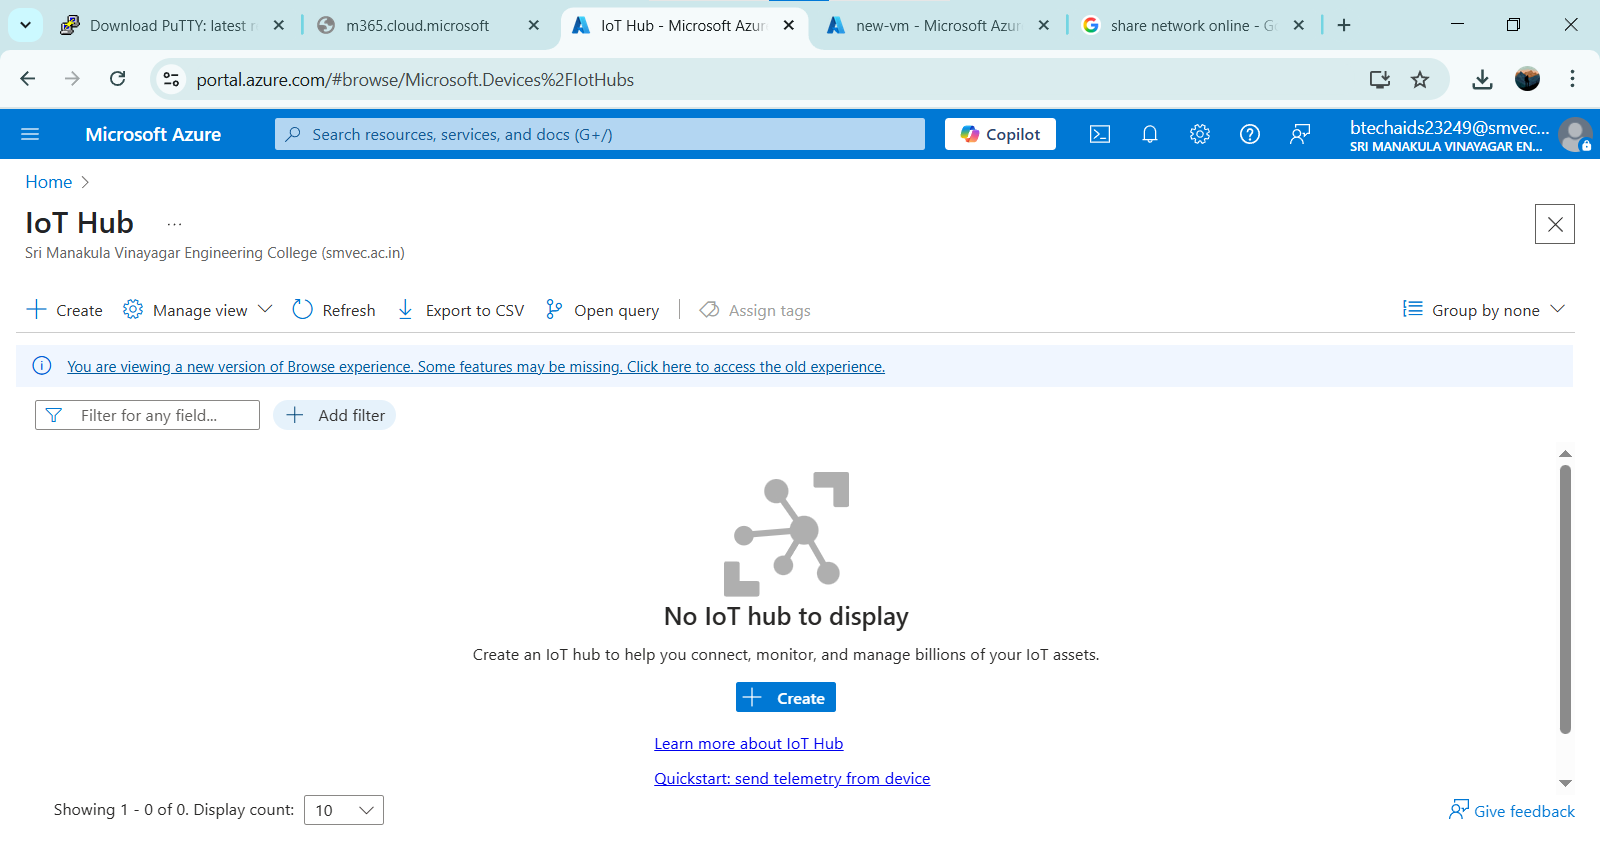 Download PuTTY: latest re
m365.cloud.microsoft
IoT Hub - Microsoft Azure
new-vm - Microsoft Azur
share network online - Go
portal.azure.com/#browse/Microsoft.Devices%2FIotHubs
Microsoft Azure
Search resources, services, and docs (G+/)
Copilot
btechaids23249@smvec...
SRI MANAKULA VINAYAGAR EN...
Home
IoT Hub
...
Sri Manakula Vinayagar Engineering College (smvec.ac.in)
Create
Manage view
Refresh
Export to CSV
Open query
Assign tags
Group by none
You are viewing a new version of Browse experience. Some features may be missing. Click here to access the old experience.
Filter for any field...
Add filter
No IoT hub to display
Create an IoT hub to help you connect, monitor, and manage billions of your IoT assets.
Create
Learn more about IoT Hub
Quickstart: send telemetry from device
Showing 1 - 0 of 0. Display count:
10
Give feedback